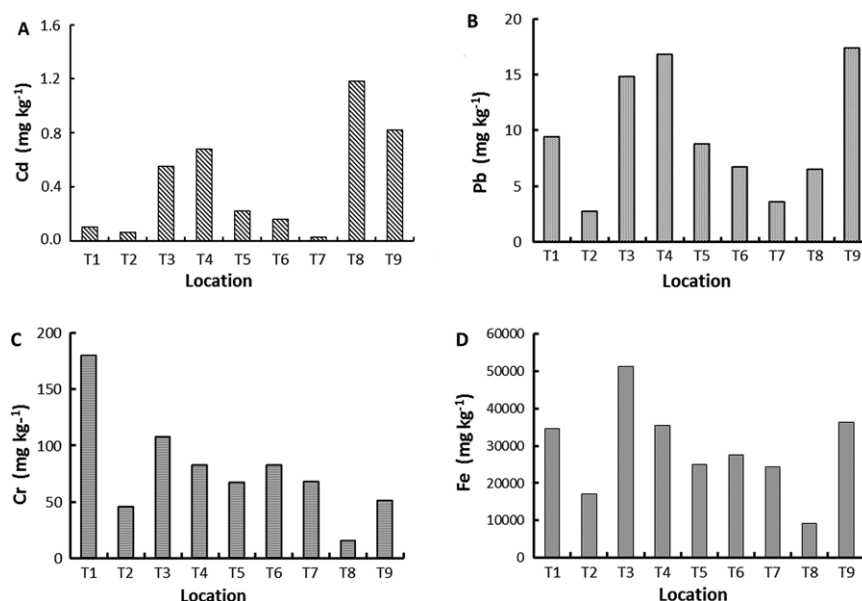 A
Cd (mg kg-1)
1.6
1.2
0.8
0.4
0.0
T1 T2 T3 T4 T5 T6 T7 T8 T9
Location
B
Pb (mg kg-1)
20
15
10
5
0
T1 T2 T3 T4 T5 T6 T7 T8 T9
Location
C
Cr (mg kg-1)
200
150
100
50
0
T1 T2 T3 T4 T5 T6 T7 T8 T9
Location
D
Fe (mg kg-1)
60000
50000
40000
30000
20000
10000
0
T1 T2 T3 T4 T5 T6 T7 T8 T9
Location